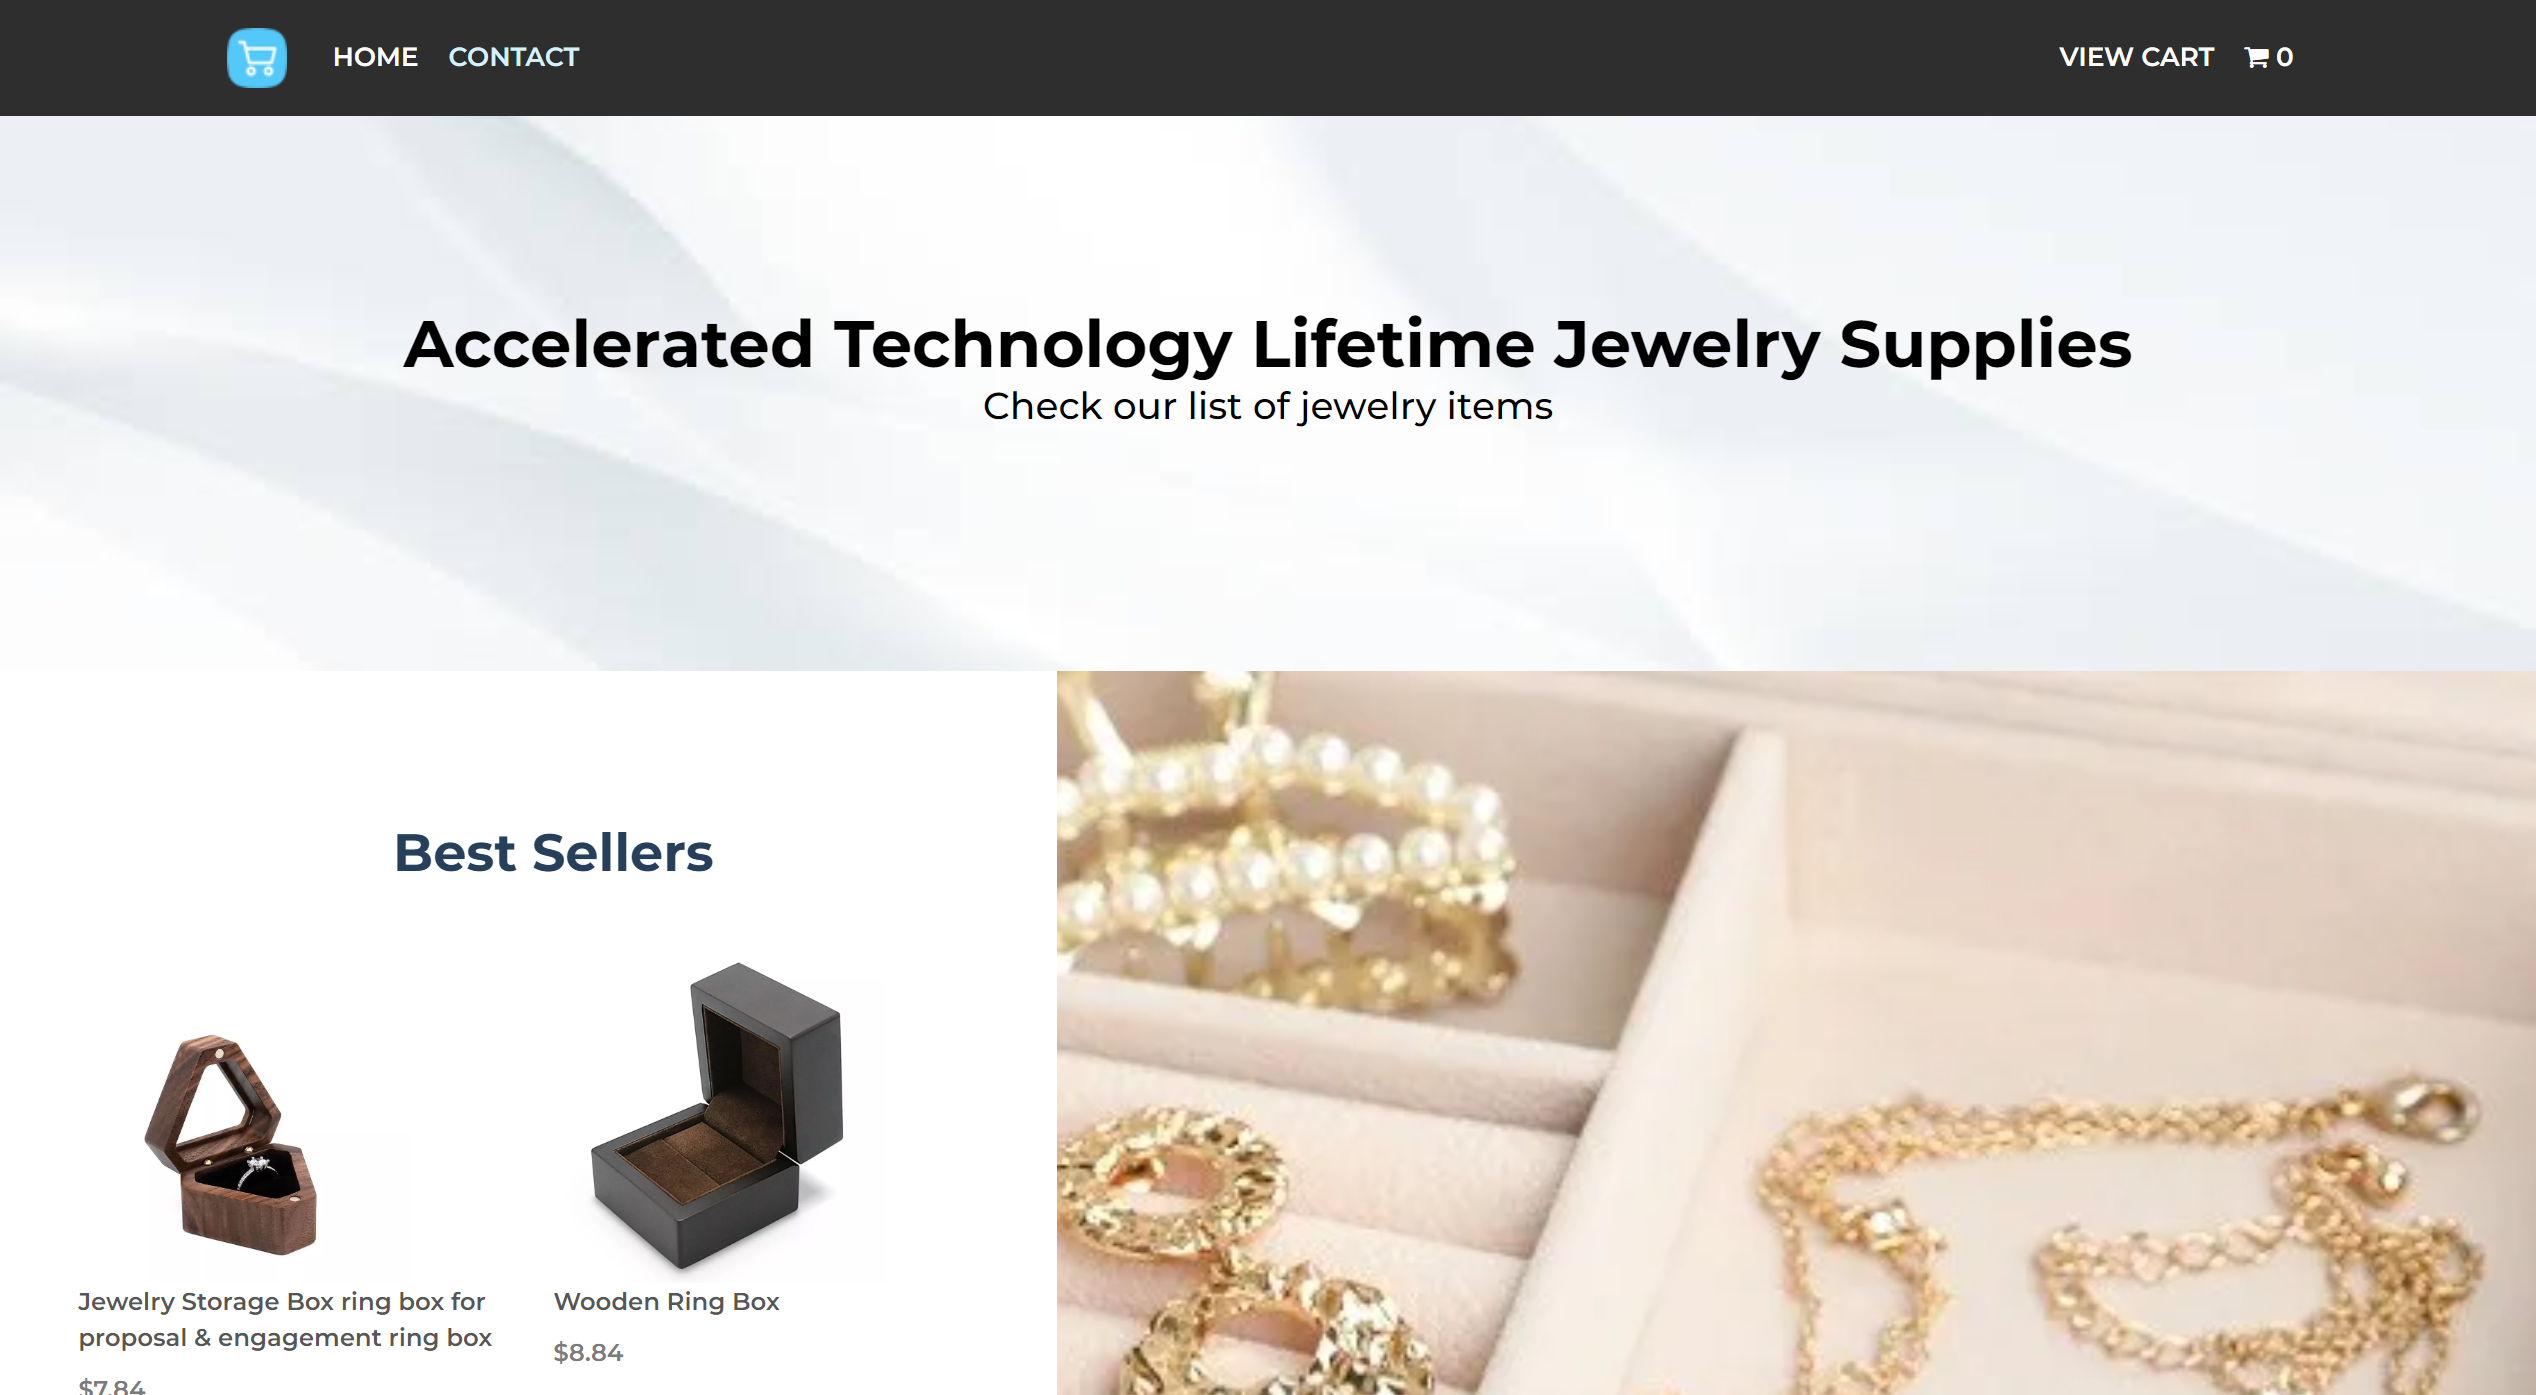 HOME CONTACT VIEW CART 0
Accelerated Technology Lifetime Jewelry Supplies
Check our list of jewelry items
Best Sellers
Jewelry Storage Box ring box for
proposal & engagement ring box
$7.84
Wooden Ring Box
$8.84